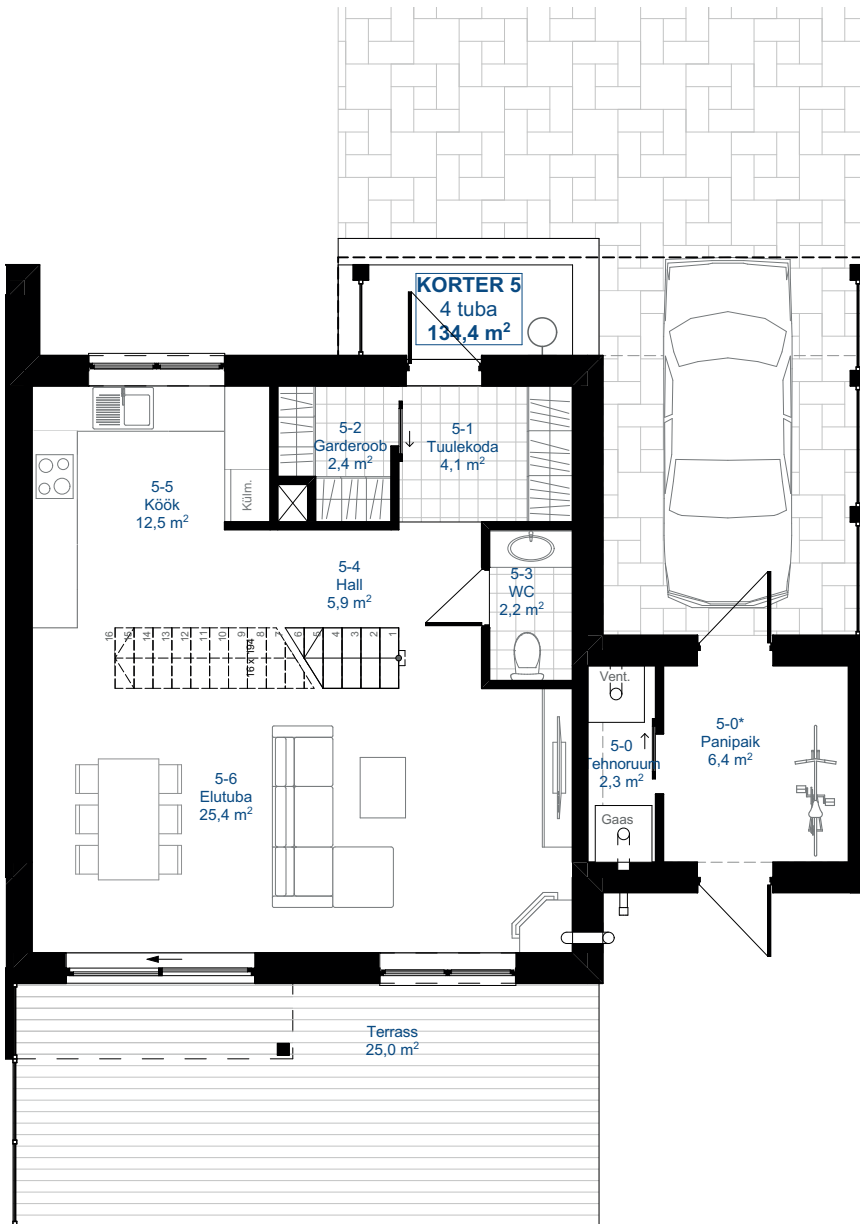 KORTER 5
4 tuba
134,4 m²
5-2
Garderoob
2,4 m²
5-1
Tuulekoda
4,1 m²
5-5
Köök
12,5 m²
Külm.
5-4
Hall
5,9 m²
5-3
WC
2,2 m²
16 15 14 13 12 11 10 9 8 7 6 5 4 3 2 1
16 x 194
Vent.
5-0
Tehnoruum
2,3 m²
5-0*
Panipaik
6,4 m²
5-6
Elutuba
25,4 m²
Gaas
Terrass
25,0 m²